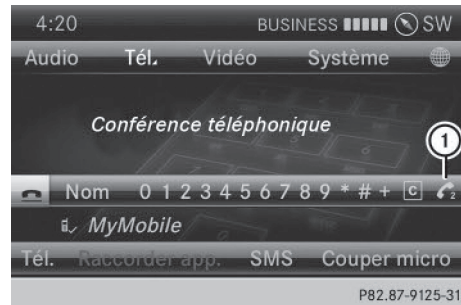 4:20 BUSINESS SW
Audio Tél. Vidéo Système
Conférence téléphonique
1
Nom 0 1 2 3 4 5 6 7 8 9 * # + C 2
MyMobile
Tél. Raccorder app. SMS Couper micro
P82.87-9125-31